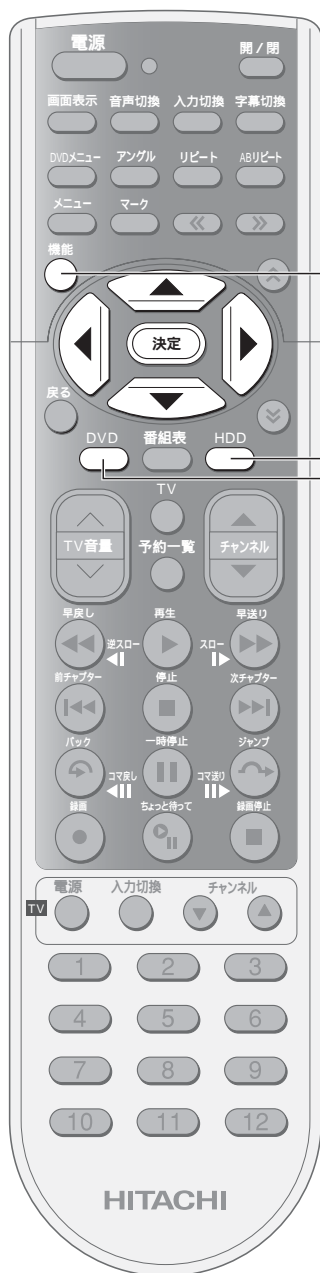 電源
開/閉
画面表示 音声切換 入力切換 字幕切換
DVDメニュー アングル リピート ABリピート
メニュー マーク
機能
決定
戻る
DVD 番組表 HDD
TV
TV音量 予約一覧 チャンネル
早戻し 再生 早送り
逆スロー スロー
前チャプター 停止 次チャプター
バック 一時停止 ジャンプ
コマ戻し コマ送り
録画 ちょっと待って 録画停止
電源 入力切換 チャンネル
TV
1 2 3
4 5 6
7 8 9
10 11 12
HITACHI